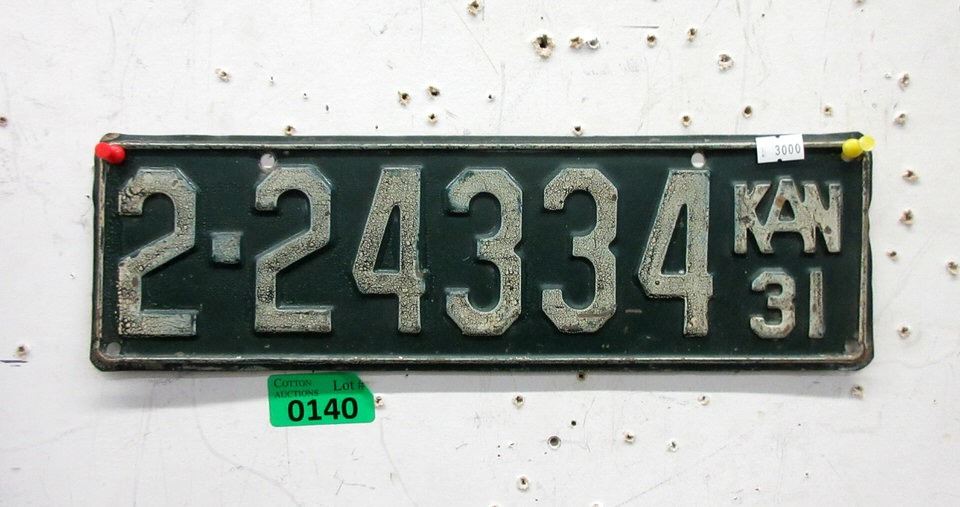 2-24334
KAN
31
3000
COTTON AUCTIONS Lot #
0140